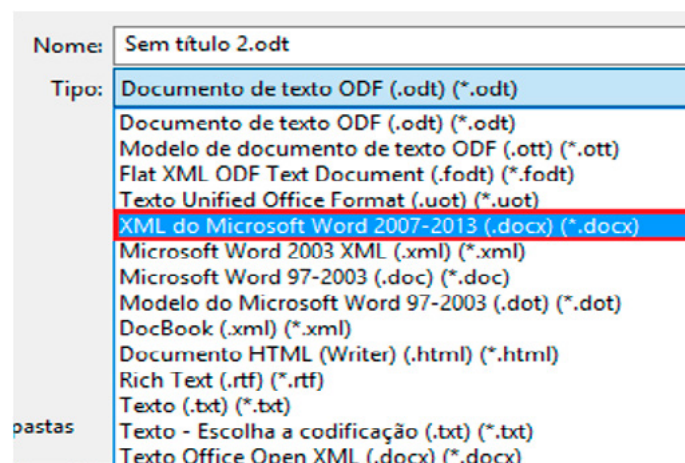 Nome: Sem título 2.odt
Tipo: Documento de texto ODF (.odt) (*.odt)
Documento de texto ODF (.odt) (*.odt)
Modelo de documento de texto ODF (.ott) (*.ott)
Flat XML ODF Text Document (.fodt) (*.fodt)
Texto Unified Office Format (.uot) (*.uot)
XML do Microsoft Word 2007-2013 (.docx) (*.docx)
Microsoft Word 2003 XML (.xml) (*.xml)
Microsoft Word 97-2003 (.doc) (*.doc)
Modelo do Microsoft Word 97-2003 (.dot) (*.dot)
DocBook (.xml) (*.xml)
Documento HTML (Writer) (.html) (*.html)
Rich Text (.rtf) (*.rtf)
Texto (.txt) (*.txt)
pastas Texto - Escolha a codificação (.txt) (*.txt)
Texto Office Open XML (.docx) (*.docx)